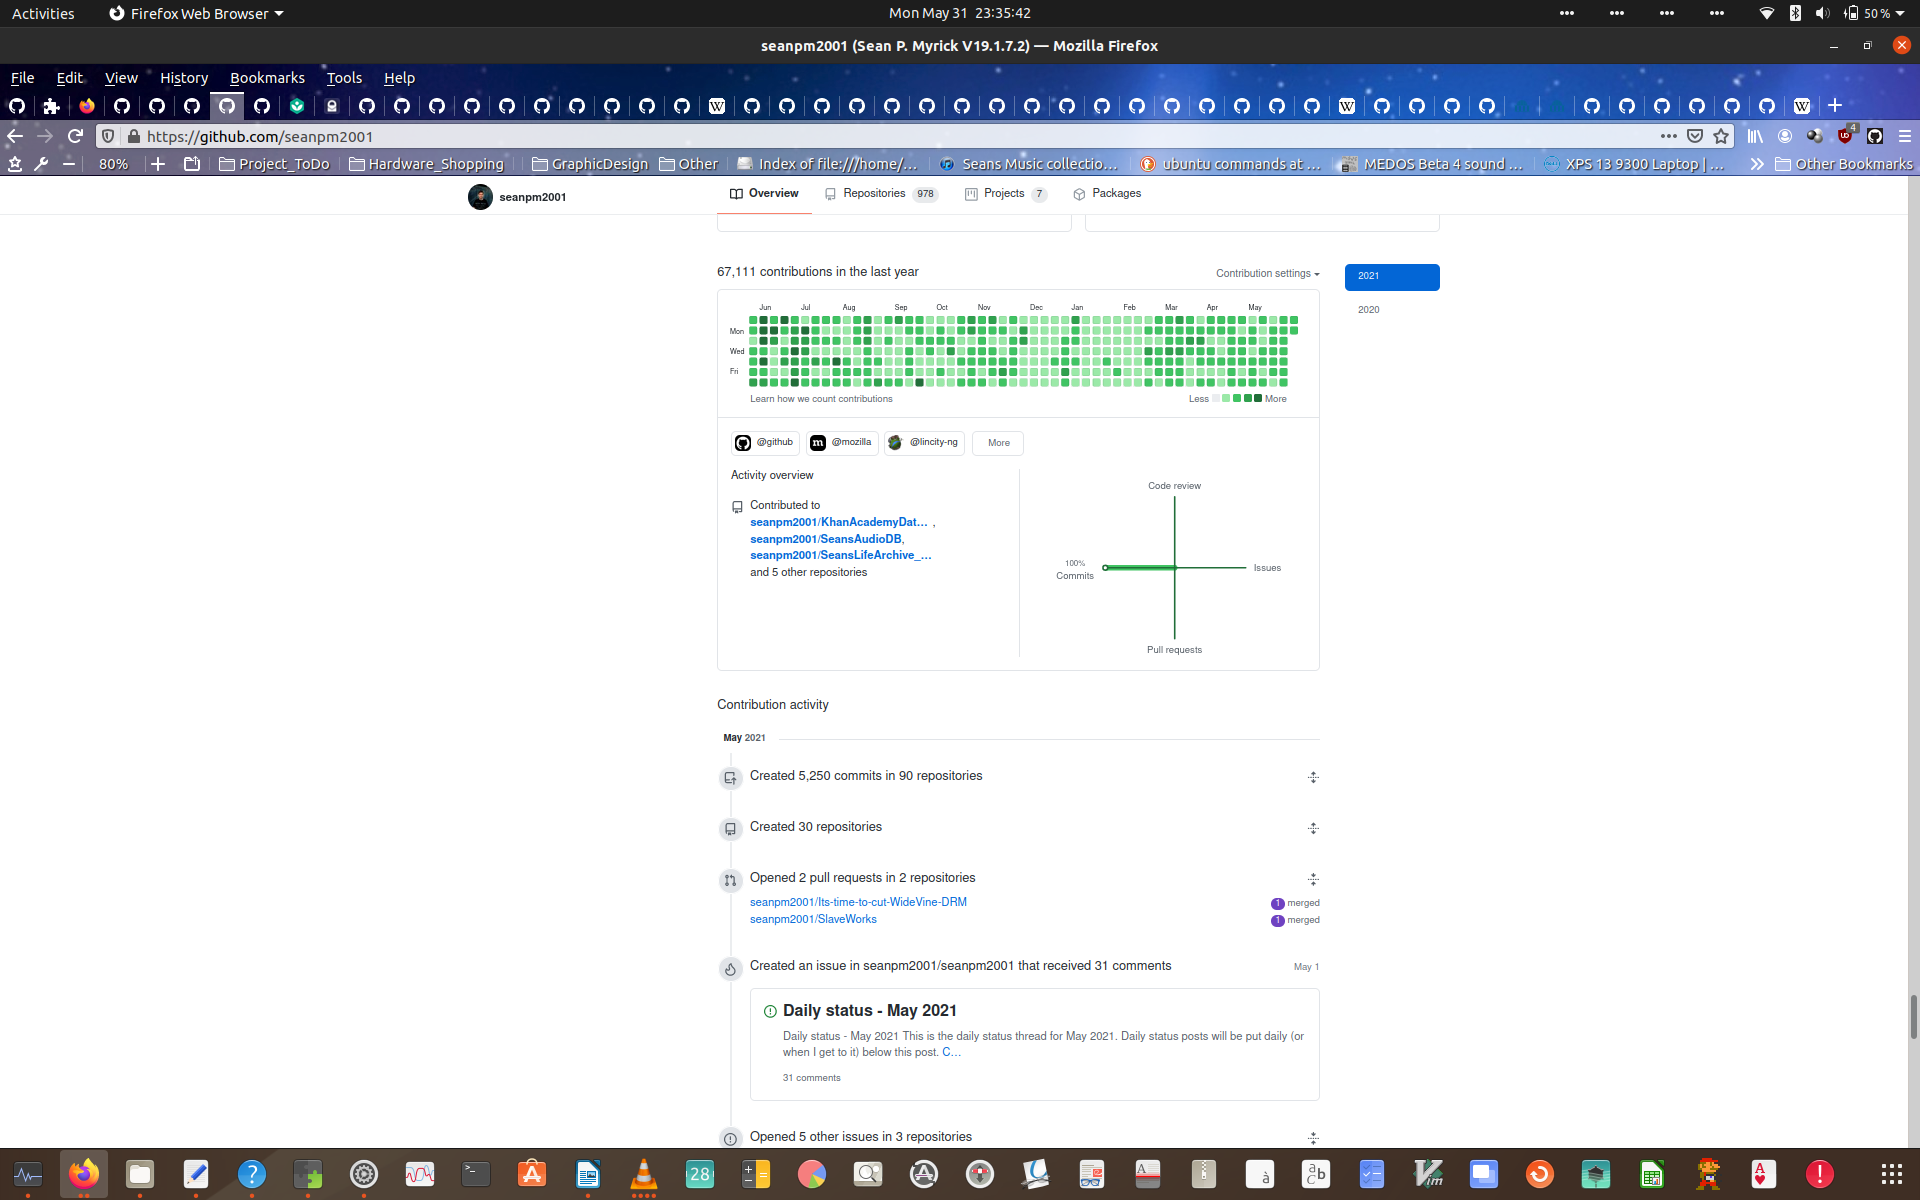 Activities
Firefox Web Browser
Mon May 31 23:35:42
50 %
seanpm2001 (Sean P. Myrick V19.1.7.2) — Mozilla Firefox
File Edit View History Bookmarks Tools Help
https://github.com/seanpm2001
4
80%
Project_ToDo
Hardware_Shopping
GraphicDesign
Other
Index of file:///home/…
Seans Music collectio…
ubuntu commands at …
MEDOS Beta 4 sound …
XPS 13 9300 Laptop | …
Other Bookmarks
seanpm2001
Overview
Repositories 978
Projects 7
Packages
67,111 contributions in the last year
Contribution settings
2021
2020
Jun Jul Aug Sep Oct Nov Dec Jan Feb Mar Apr May
Mon
Wed
Fri
Learn how we count contributions
Less More
@github
@mozilla
@lincity-ng
More
Activity overview
Contributed to
seanpm2001/KhanAcademyDat… ,
seanpm2001/SeansAudioDB,
seanpm2001/SeansLifeArchive_…
and 5 other repositories
Code review
100%
Commits
Issues
Pull requests
Contribution activity
May 2021
Created 5,250 commits in 90 repositories
Created 30 repositories
Opened 2 pull requests in 2 repositories
seanpm2001/Its-time-to-cut-WideVine-DRM
1 merged
seanpm2001/SlaveWorks
1 merged
Created an issue in seanpm2001/seanpm2001 that received 31 comments
May 1
Daily status - May 2021
Daily status - May 2021 This is the daily status thread for May 2021. Daily status posts will be put daily (or
when I get to it) below this post. C…
31 comments
Opened 5 other issues in 3 repositories
28